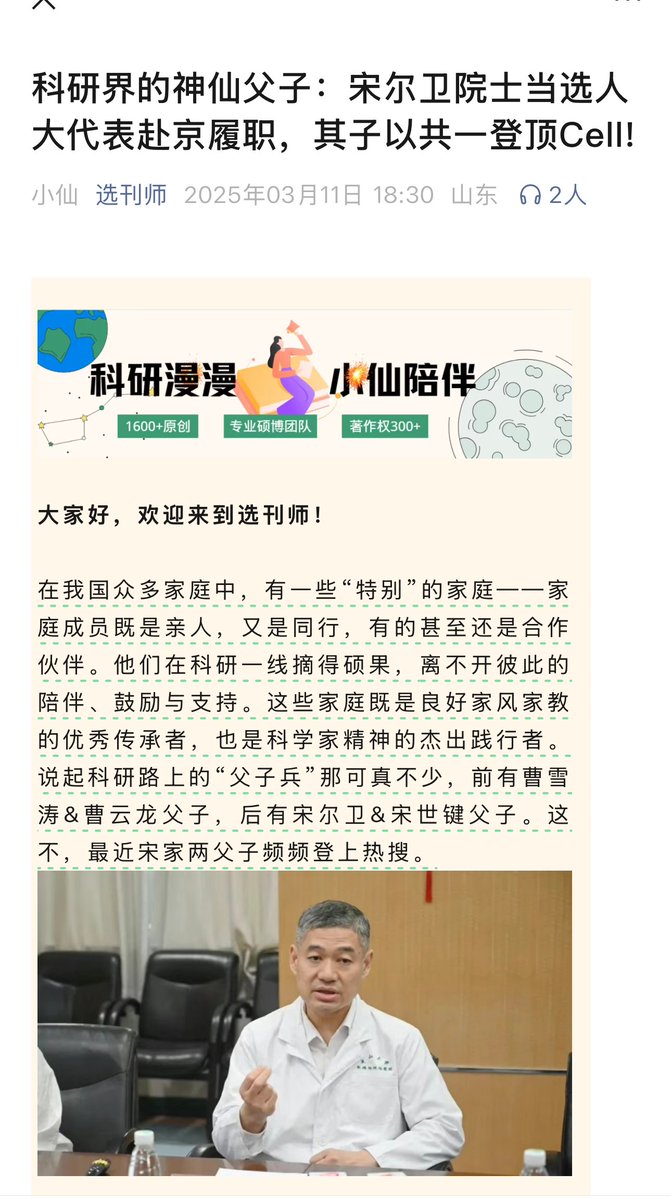 科研界的神仙父子：宋尔卫院士当选人
大代表赴京履职，其子以共一登顶Cell!
小仙 选刊师 2025年03月11日 18:30 山东 2人
科研漫漫 小仙陪伴
1600+原创 专业硕博团队 著作权300+
大家好，欢迎来到选刊师！
在我国众多家庭中，有一些“特别”的家庭——家
庭成员既是亲人，又是同行，有的甚至还是合作
伙伴。他们在科研一线摘得硕果，离不开彼此的
陪伴、鼓励与支持。这些家庭既是良好家风家教
的优秀传承者，也是科学家精神的杰出践行者。
说起科研路上的“父子兵”那可真不少，前有曹雪
涛&曹云龙父子，后有宋尔卫&宋世键父子。这
不，最近宋家两父子频频登上热搜。